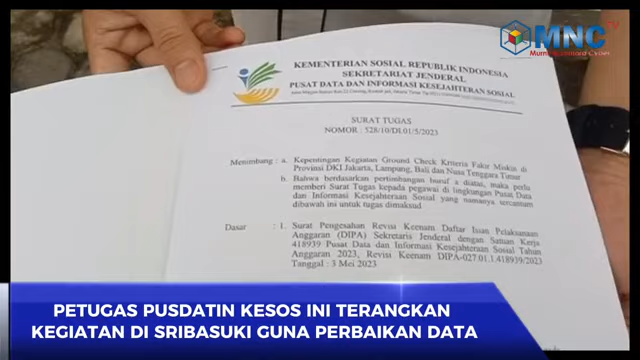 MNC TV
KEMENTERIAN SOSIAL REPUBLIK INDONESIA
SEKRETARIAT JENDERAL
PUSAT DATA DAN INFORMASI KESEJAHTERAAN SOSIAL
SURAT TUGAS
NOMOR : 528/10/DI.01/5/2023
Menimbang : a. Kepentingan Kegiatan Ground Check Kriteria Fakir Miskin di
Provinsi DKI Jakarta, Lampung, Bali dan Nusa Tenggara Timur
b. Bahwa berdasarkan pertimbangan huruf a diatas, maka perlu
memberi Surat Tugas kepada pegawai di lingkungan Pusat Data
dan Informasi Kesejahteraan Sosial yang namanya tercantum
dibawah ini untuk tugas dimaksud
Dasar : 1. Surat Pengesahan Revisi Keenam Daftar Isian Pelaksanaan
Anggaran (DIPA) Sekretaris Jenderal dengan Satuan Kerja
418939 Pusat Data dan Informasi Kesejahteraan Sosial Tahun
Anggaran 2023, Revisi Keenam DIPA-027.01.1.418939/2023
Tanggal : 3 Mei 2023
PETUGAS PUSDATIN KESOS INI TERANGKAN
KEGIATAN DI SRIBASUKI GUNA PERBAIKAN DATA